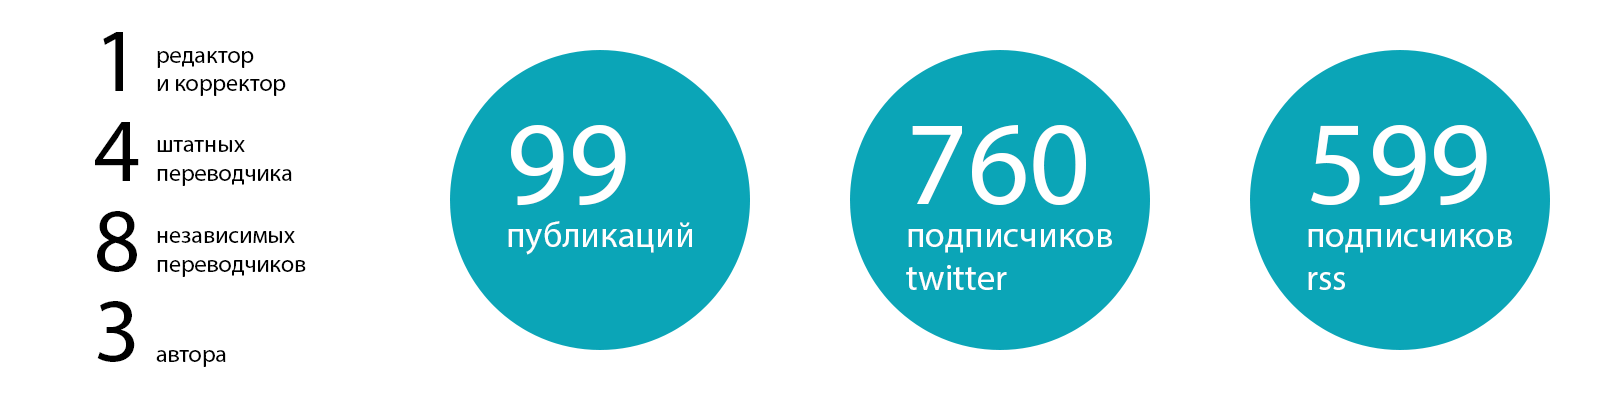 1 редактор
и корректор
4 штатных
переводчика
8 независимых
переводчиков
3 автора
99
публикаций
760
подписчиков
twitter
599
подписчиков
rss